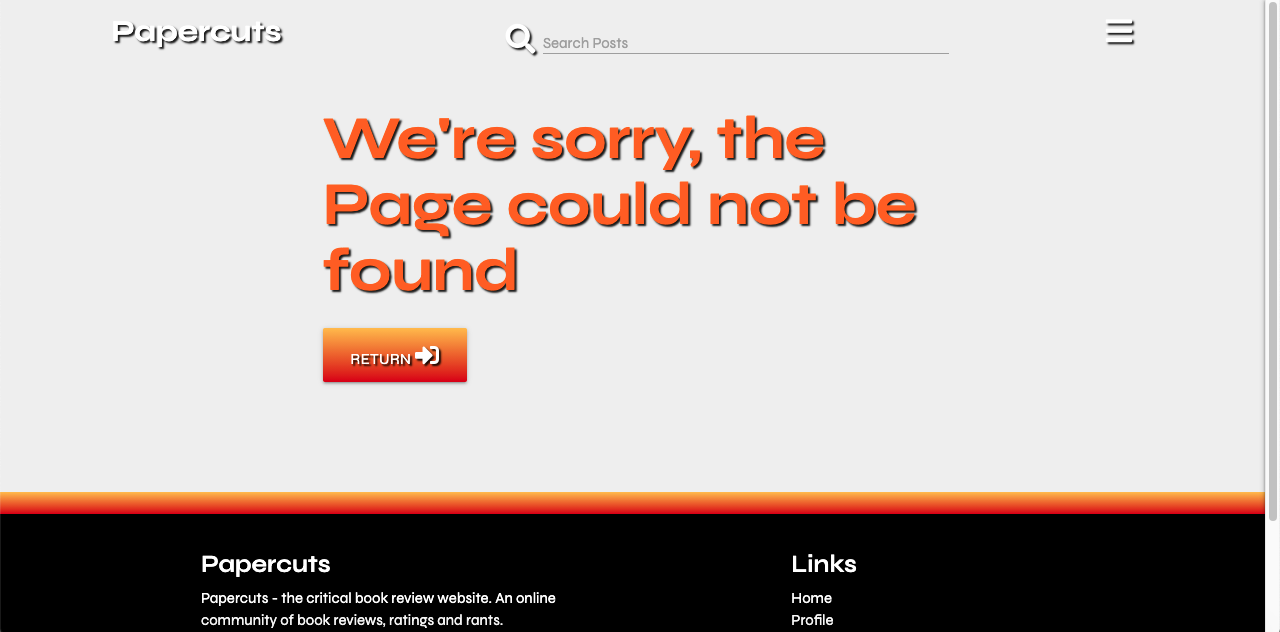 Papercuts
Search Posts
We're sorry, the
Page could not be
found
RETURN
Papercuts
Papercuts - the critical book review website. An online
community of book reviews, ratings and rants.
Links
Home
Profile